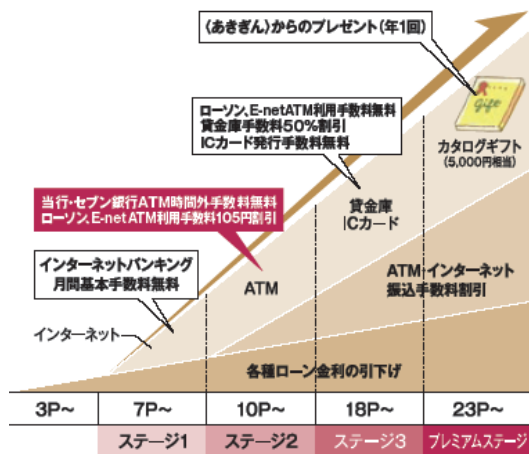 〈あきぎん〉からのプレゼント(年1回)
Gift
カタログギフト
(5,000円相当)
ローソン、E-netATM利用手数料無料
貸金庫手数料50%割引
ICカード発行手数料無料
貸金庫
ICカード
当行・セブン銀行ATM時間外手数料無料
ローソン、E-netATM利用手数料105円割引
ATM
ATM・インターネット
振込手数料割引
インターネットバンキング
月間基本手数料無料
インターネット
各種ローン金利の引下げ
3P～ 7P～ 10P～ 18P～ 23P～
ステージ1 ステージ2 ステージ3 プレミアムステージ